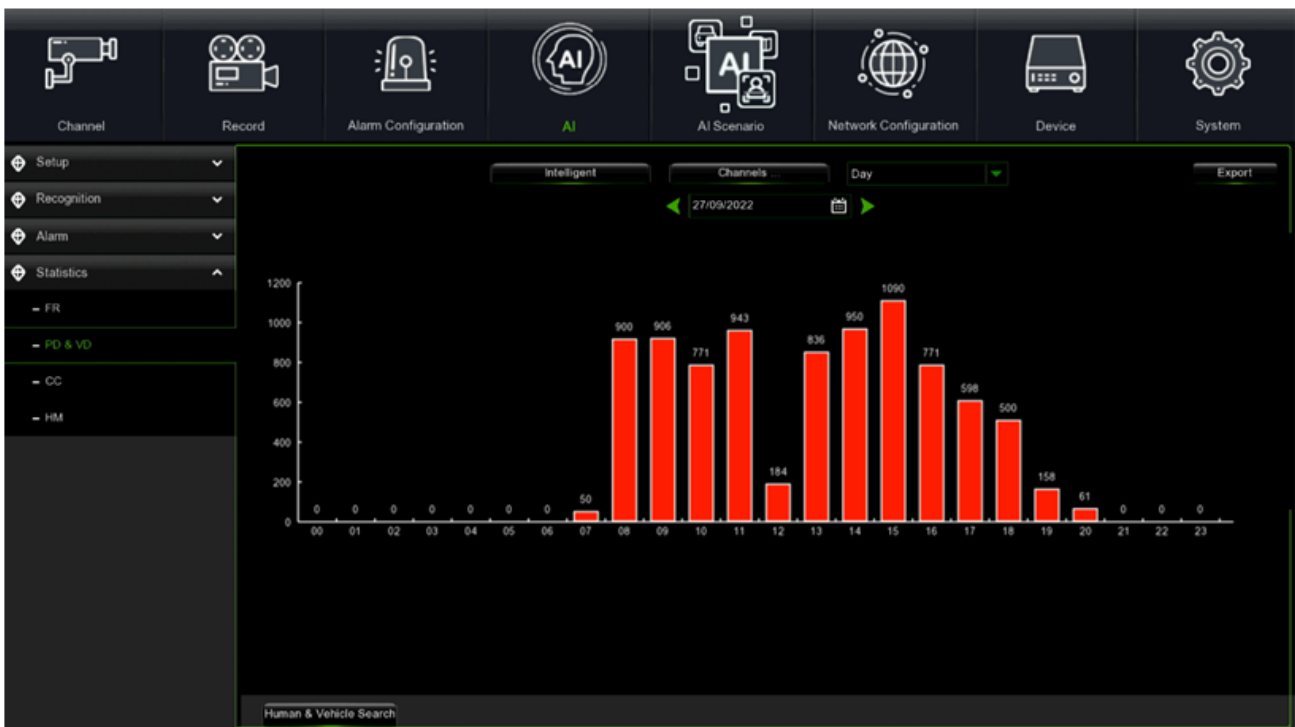 AI
AI
Channel
Record
Alarm Configuration
AI
AI Scenario
Network Configuration
Device
System
Setup
Recognition
Alarm
Statistics
– FR
– PD & VD
– CC
– HM
Intelligent
Channels ...
Day
Export
27/09/2022
1200
1000
800
600
400
200
0
0 0 0 0 0 0 0 50 900 906 771 943 184 836 950 1090 771 598 500 158 61 0 0 0
00 01 02 03 04 05 06 07 08 09 10 11 12 13 14 15 16 17 18 19 20 21 22 23
Human & Vehicle Search